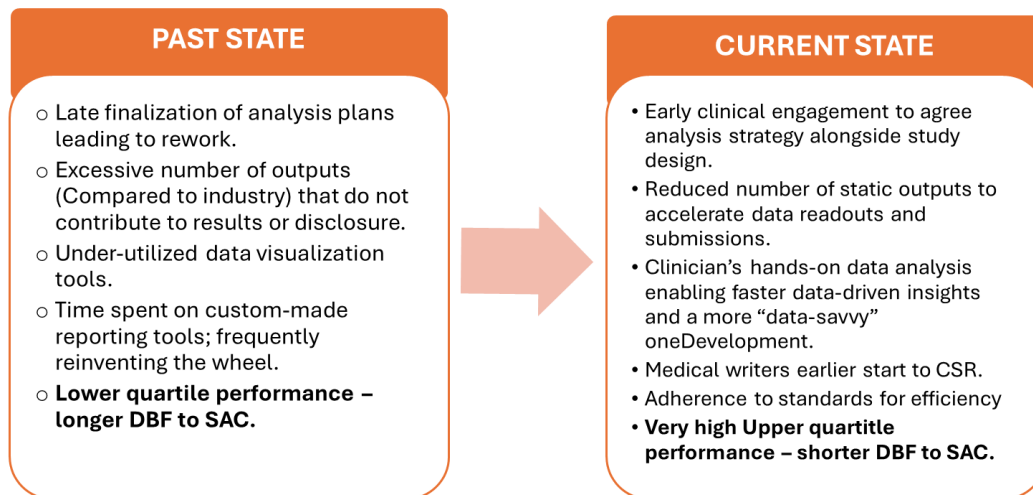 PAST STATE
○ Late finalization of analysis plans
leading to rework.
○ Excessive number of outputs
(Compared to industry) that do not
contribute to results or disclosure.
○ Under-utilized data visualization
tools.
○ Time spent on custom-made
reporting tools; frequently
reinventing the wheel.
○ Lower quartile performance –
longer DBF to SAC.
CURRENT STATE
• Early clinical engagement to agree
analysis strategy alongside study
design.
• Reduced number of static outputs to
accelerate data readouts and
submissions.
• Clinician’s hands-on data analysis
enabling faster data-driven insights
and a more “data-savvy”
oneDevelopment.
• Medical writers earlier start to CSR.
• Adherence to standards for efficiency
• Very high Upper quartitle
performance – shorter DBF to SAC.